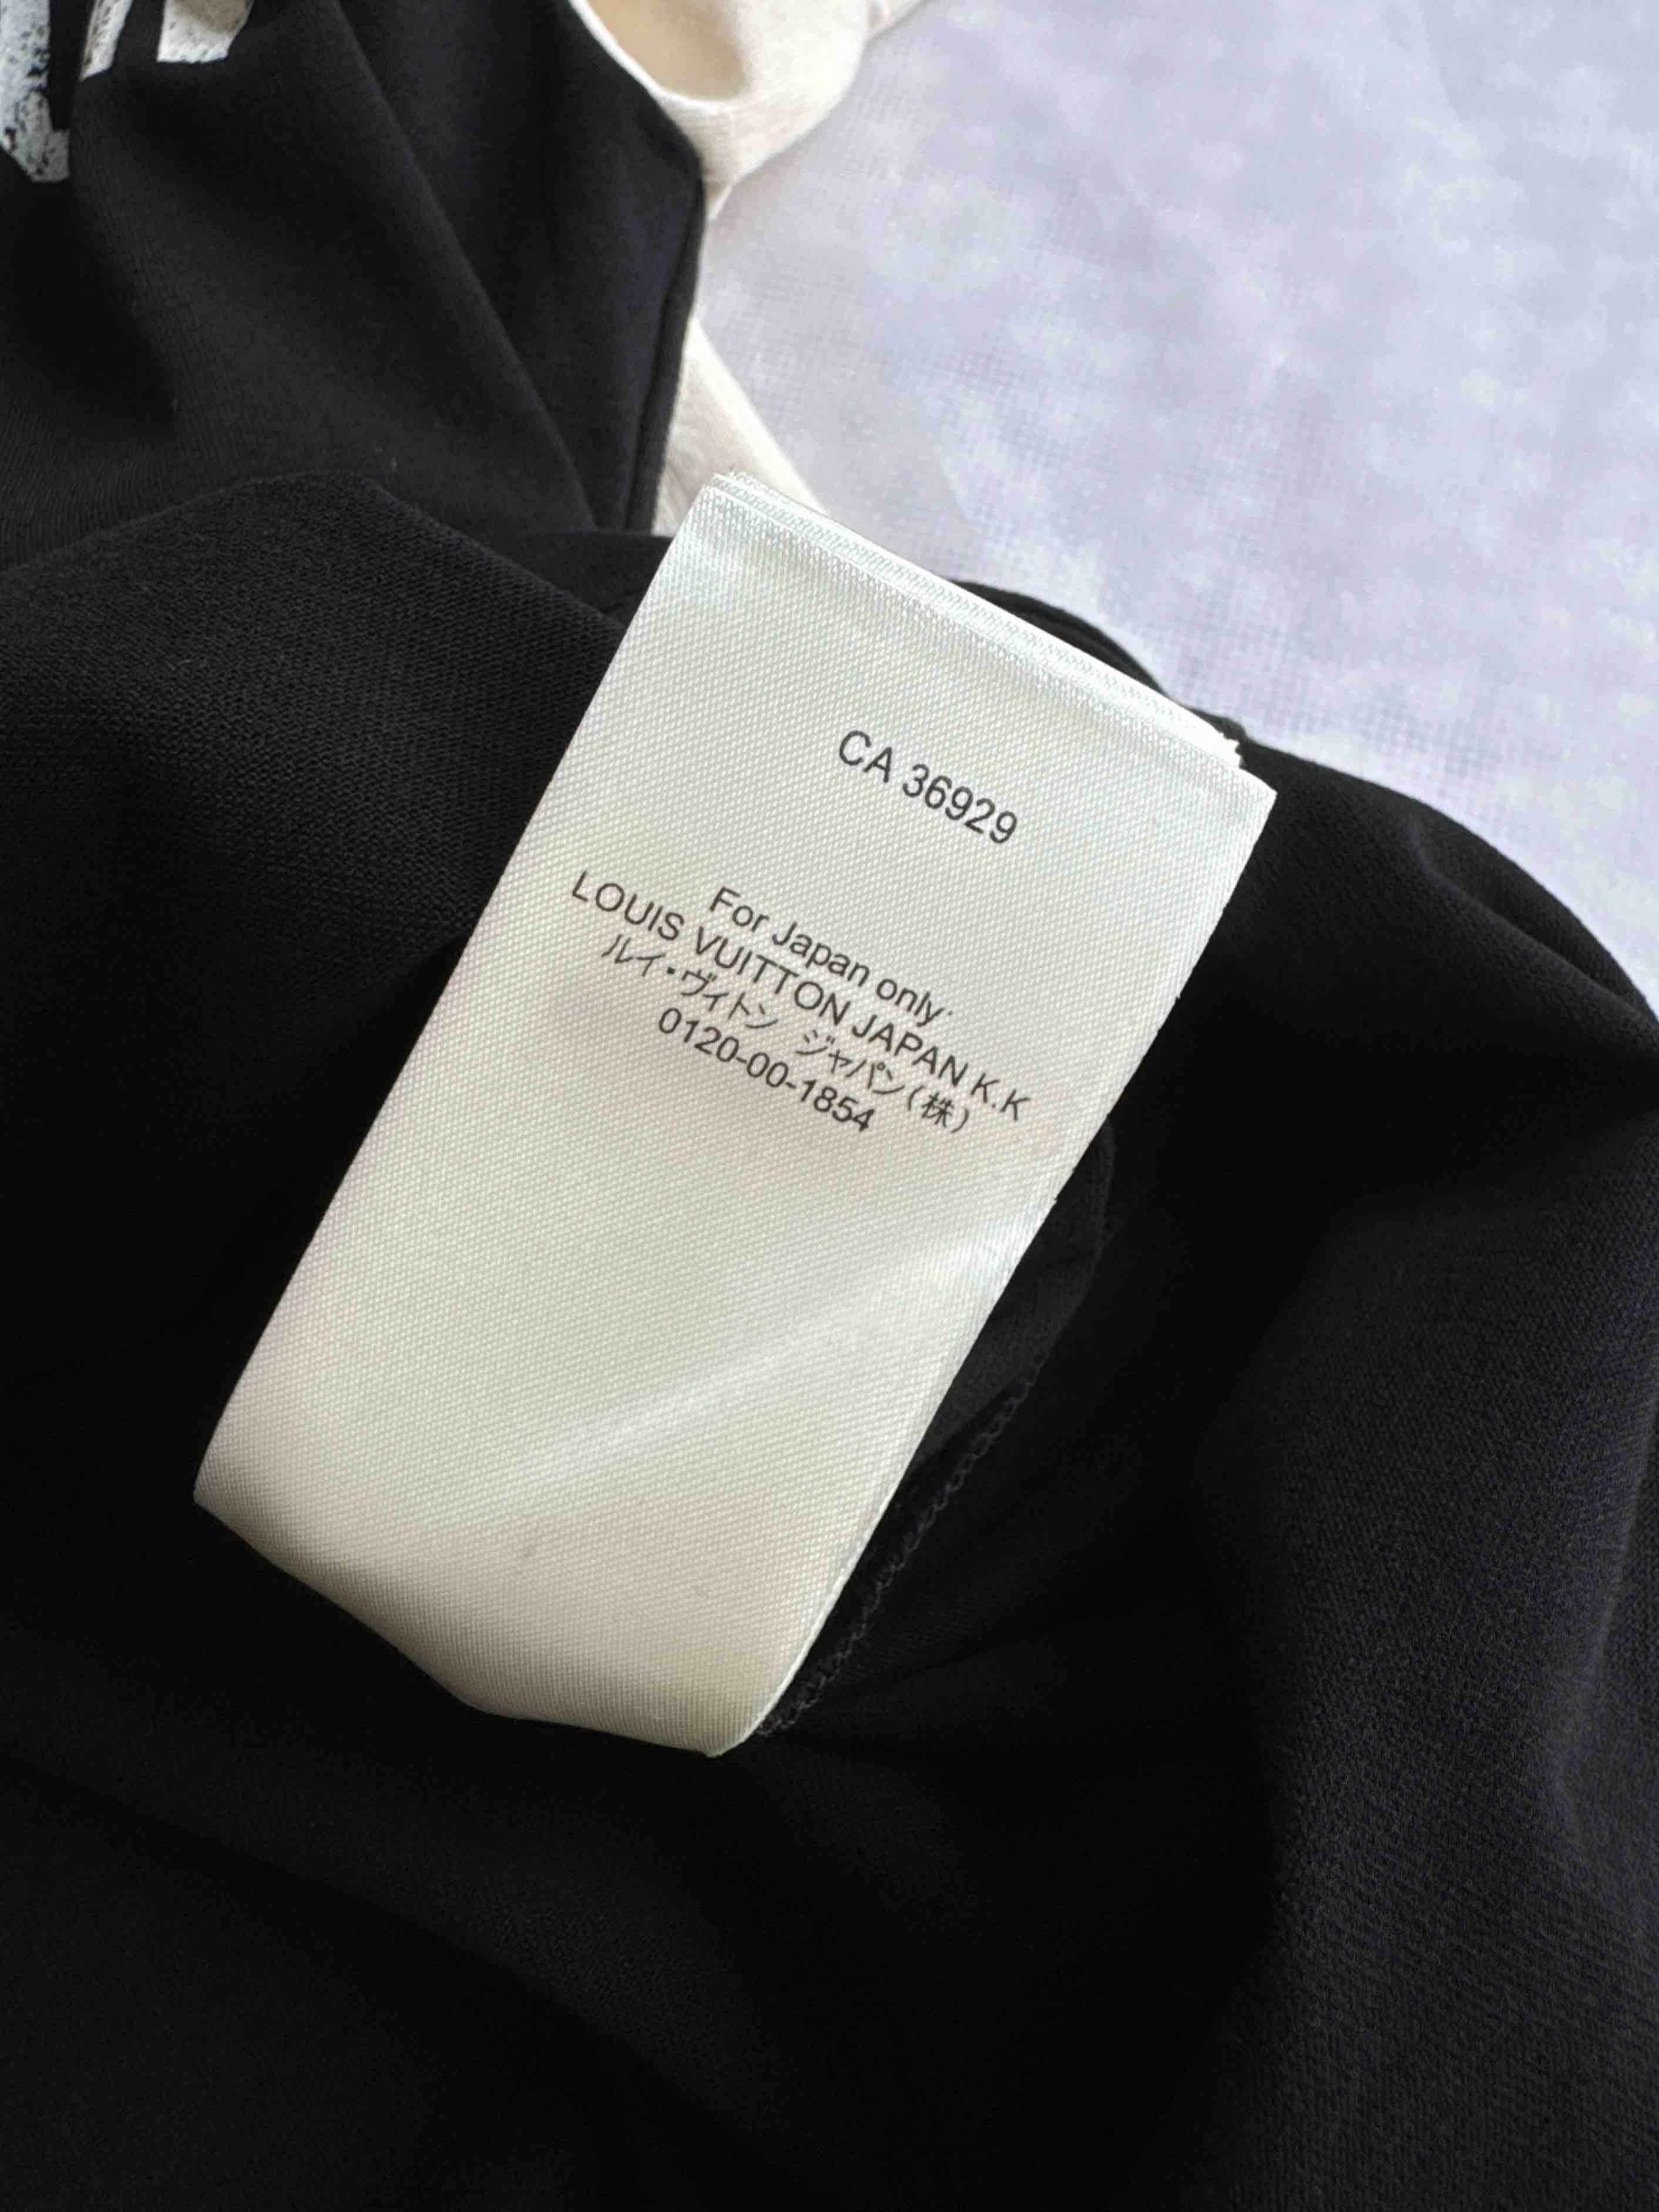 CA 36929
For Japan only.
LOUIS VUITTON JAPAN K.K
ルイ・ヴィトン ジャパン(株)
0120-00-1854